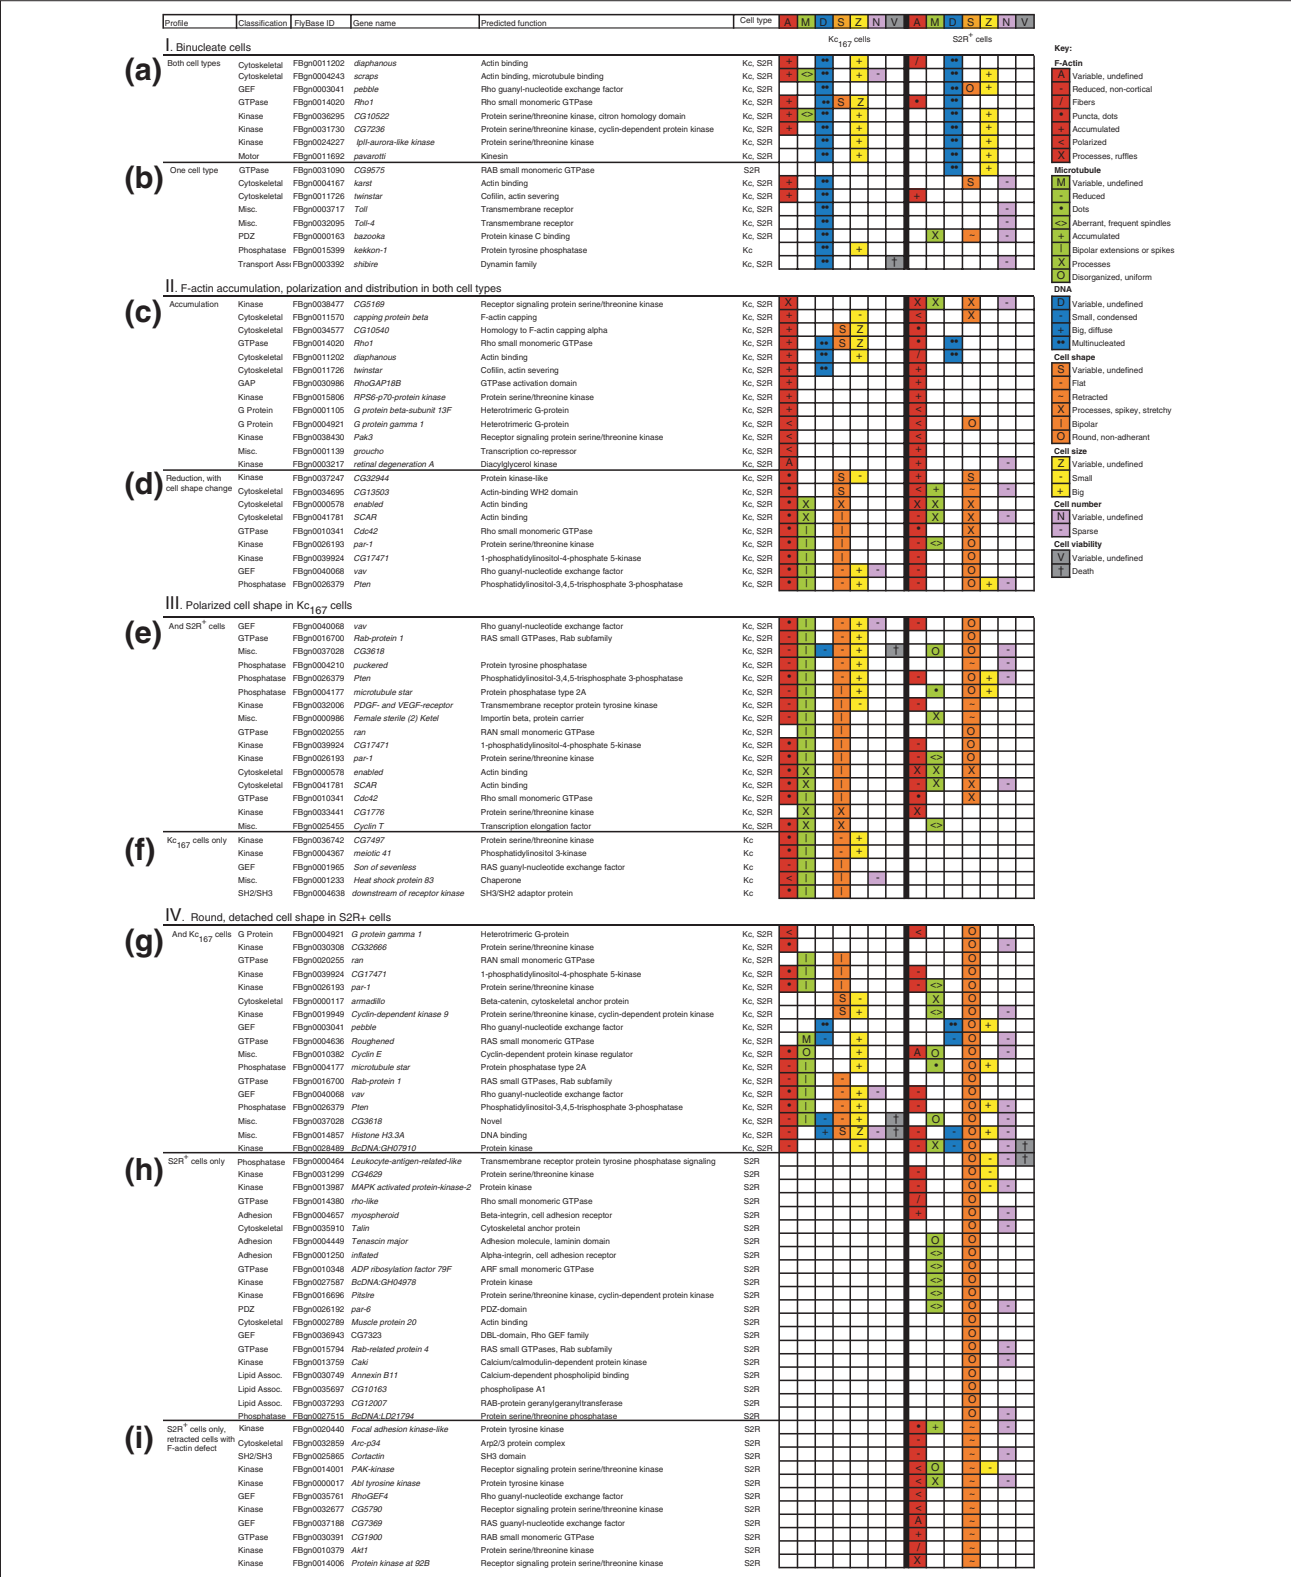 Profile Classification FlyBase ID Gene name Predicted function Cell type A M D S Z N V A M D S Z N V
Kc167 cells S2R+ cells
I. Binucleate cells
(a) Both cell types Cytoskeletal FBgn0011202 diaphanous Actin binding Kc, S2R
Cytoskeletal FBgn0004243 scraps Actin binding, microtubule binding Kc, S2R
GEF FBgn0003041 pebble Rho guanyl-nucleotide exchange factor Kc, S2R
GTPase FBgn0014020 Rho1 Rho small monomeric GTPase Kc, S2R
Kinase FBgn0036295 CG10522 Protein serine/threonine kinase, citron homology domain Kc, S2R
Kinase FBgn0031730 CG7236 Protein serine/threonine kinase, cyclin-dependent protein kinase Kc, S2R
Kinase FBgn0024227 IpII-aurora-like kinase Protein serine/threonine kinase Kc, S2R
Motor FBgn0011692 pavarotti Kinesin Kc, S2R
(b) One cell type GTPase FBgn0031090 CG9575 RAB small monomeric GTPase S2R
Cytoskeletal FBgn0004167 karst Actin binding Kc, S2R
Cytoskeletal FBgn0011726 twinstar Cofilin, actin severing Kc, S2R
Misc. FBgn0003717 Toll Transmembrane receptor Kc, S2R
Misc. FBgn0032095 Toll-4 Transmembrane receptor Kc, S2R
PDZ FBgn0000163 bazooka Protein kinase C binding Kc, S2R
Phosphatase FBgn0015399 kekkon-1 Protein tyrosine phosphatase Kc
Transport Ass FBgn0003392 shibire Dynamin family Kc, S2R
II. F-actin accumulation, polarization and distribution in both cell types
(c) Accumulation Kinase FBgn0038477 CG5169 Receptor signaling protein serine/threonine kinase Kc, S2R
Cytoskeletal FBgn0011570 capping protein beta F-actin capping Kc, S2R
Cytoskeletal FBgn0034577 CG10540 Homology to F-actin capping alpha Kc, S2R
GTPase FBgn0014020 Rho1 Rho small monomeric GTPase Kc, S2R
Cytoskeletal FBgn0011202 diaphanous Actin binding Kc, S2R
Cytoskeletal FBgn0011726 twinstar Cofilin, actin severing Kc, S2R
GAP FBgn0030986 RhoGAP18B GTPase activation domain Kc, S2R
Kinase FBgn0015806 RPS6-p70-protein kinase Protein serine/threonine kinase Kc, S2R
G Protein FBgn0001105 G protein beta-subunit 13F Heterotrimeric G-protein Kc, S2R
G Protein FBgn0004921 G protein gamma 1 Heterotrimeric G-protein Kc, S2R
Kinase FBgn0038430 Pak3 Receptor signaling protein serine/threonine kinase Kc, S2R
Misc. FBgn0001139 groucho Transcription co-repressor Kc, S2R
Kinase FBgn0003217 retinal degeneration A Diacylglycerol kinase Kc, S2R
(d) Reduction, with cell shape change Kinase FBgn0037247 CG32944 Protein kinase-like Kc, S2R
Cytoskeletal FBgn0034695 CG13503 Actin-binding WH2 domain Kc, S2R
Cytoskeletal FBgn0000578 enabled Actin binding Kc, S2R
Cytoskeletal FBgn0041781 SCAR Actin binding Kc, S2R
GTPase FBgn0010341 Cdc42 Rho small monomeric GTPase Kc, S2R
Kinase FBgn0026193 par-1 Protein serine/threonine kinase Kc, S2R
Kinase FBgn0039924 CG17471 1-phosphatidylinositol-4-phosphate 5-kinase Kc, S2R
GEF FBgn0040068 vav Rho guanyl-nucleotide exchange factor Kc, S2R
Phosphatase FBgn0026379 Pten Phosphatidylinositol-3,4,5-trisphosphate 3-phosphatase Kc, S2R
III. Polarized cell shape in Kc167 cells
(e) And S2R+ cells GEF FBgn0040068 vav Rho guanyl-nucleotide exchange factor Kc, S2R
GTPase FBgn0016700 Rab-protein 1 RAS small GTPases, Rab subfamily Kc, S2R
Misc. FBgn0037028 CG3618 Kc, S2R
Phosphatase FBgn0004210 puckered Protein tyrosine phosphatase Kc, S2R
Phosphatase FBgn0026379 Pten Phosphatidylinositol-3,4,5-trisphosphate 3-phosphatase Kc, S2R
Phosphatase FBgn0004177 microtubule star Protein phosphatase type 2A Kc, S2R
Kinase FBgn0032006 PDGF- and VEGF-receptor Transmembrane receptor protein tyrosine kinase Kc, S2R
Misc. FBgn0000986 Female sterile (2) Ketel Importin beta, protein carrier Kc, S2R
GTPase FBgn0020255 ran RAN small monomeric GTPase Kc, S2R
Kinase FBgn0039924 CG17471 1-phosphatidylinositol-4-phosphate 5-kinase Kc, S2R
Kinase FBgn0026193 par-1 Protein serine/threonine kinase Kc, S2R
Cytoskeletal FBgn0000578 enabled Actin binding Kc, S2R
Cytoskeletal FBgn0041781 SCAR Actin binding Kc, S2R
GTPase FBgn0010341 Cdc42 Rho small monomeric GTPase Kc, S2R
Kinase FBgn0033441 CG1776 Protein serine/threonine kinase Kc, S2R
Misc. FBgn0025455 Cyclin T Transcription elongation factor Kc, S2R
(f) Kc167 cells only Kinase FBgn0036742 CG7497 Protein serine/threonine kinase Kc
Kinase FBgn0004367 meiotic 41 Phosphatidylinositol 3-kinase Kc
GEF FBgn0001965 Son of sevenless RAS guanyl-nucleotide exchange factor Kc
Misc. FBgn0001233 Heat shock protein 83 Chaperone Kc
SH2/SH3 FBgn0004638 downstream of receptor kinase SH3/SH2 adaptor protein Kc
IV. Round, detached cell shape in S2R+ cells
(g) And Kc167 cells G Protein FBgn0004921 G protein gamma 1 Heterotrimeric G-protein Kc, S2R
Kinase FBgn0030308 CG32666 Protein serine/threonine kinase Kc, S2R
GTPase FBgn0020255 ran RAN small monomeric GTPase Kc, S2R
Kinase FBgn0039924 CG17471 1-phosphatidylinositol-4-phosphate 5-kinase Kc, S2R
Kinase FBgn0026193 par-1 Protein serine/threonine kinase Kc, S2R
Cytoskeletal FBgn0000117 armadillo Beta-catenin, cytoskeletal anchor protein Kc, S2R
Kinase FBgn0019949 Cyclin-dependent kinase 9 Protein serine/threonine kinase, cyclin-dependent protein kinase Kc, S2R
GEF FBgn0003041 pebble Rho guanyl-nucleotide exchange factor Kc, S2R
GTPase FBgn0004636 Roughened RAS small monomeric GTPase Kc, S2R
Misc. FBgn0010382 Cyclin E Cyclin-dependent protein kinase regulator Kc, S2R
Phosphatase FBgn0004177 microtubule star Protein phosphatase type 2A Kc, S2R
GTPase FBgn0016700 Rab-protein 1 RAS small GTPases, Rab subfamily Kc, S2R
GEF FBgn0040068 vav Rho guanyl-nucleotide exchange factor Kc, S2R
Phosphatase FBgn0026379 Pten Phosphatidylinositol-3,4,5-trisphosphate 3-phosphatase Kc, S2R
Misc. FBgn0037028 CG3618 Novel Kc, S2R
Misc. FBgn0014857 Histone H3.3A DNA binding Kc, S2R
Kinase FBgn0028489 BcDNA:GH07910 Protein kinase Kc, S2R
(h) S2R+ cells only Phosphatase FBgn0000464 Leukocyte-antigen-related-like Transmembrane receptor protein tyrosine phosphatase signaling S2R
Kinase FBgn0031299 CG4629 Protein serine/threonine kinase S2R
Kinase FBgn0013987 MAPK activated protein-kinase-2 Protein kinase S2R
GTPase FBgn0014380 rho-like Rho small monomeric GTPase S2R
Adhesion FBgn0004657 myospheroid Beta-integrin, cell adhesion receptor S2R
Cytoskeletal FBgn0035910 Talin Cytoskeletal anchor protein S2R
Adhesion FBgn0004449 Tenascin major Adhesion molecule, laminin domain S2R
Adhesion FBgn0001250 inflated Alpha-integrin, cell adhesion receptor S2R
GTPase FBgn0010348 ADP ribosylation factor 79F ARF small monomeric GTPase S2R
Kinase FBgn0027587 BcDNA:GH04978 Protein kinase S2R
Kinase FBgn0016696 Pitslre Protein serine/threonine kinase, cyclin-dependent protein kinase S2R
PDZ FBgn0026192 par-6 PDZ-domain S2R
Cytoskeletal FBgn0002789 Muscle protein 20 Actin binding S2R
GEF FBgn0036943 CG7323 DBL-domain, Rho GEF family S2R
GTPase FBgn0015794 Rab-related protein 4 RAS small GTPases, Rab subfamily S2R
Kinase FBgn0013759 Caki Calcium/calmodulin-dependent protein kinase S2R
Lipid Assoc. FBgn0030749 Annexin B11 Calcium-dependent phospholipid binding S2R
Lipid Assoc. FBgn0035697 CG10163 phospholipase A1 S2R
Lipid Assoc. FBgn0037293 CG12007 RAB-protein geranylgeranyltransferase S2R
Phosphatase FBgn0027515 BcDNA:LD21794 Protein serine/threonine phosphatase S2R
(i) S2R+ cells only, retracted cells with F-actin defect Kinase FBgn0020440 Focal adhesion kinase-like Protein tyrosine kinase S2R
Cytoskeletal FBgn0032859 Arc-p34 Arp2/3 protein complex S2R
SH2/SH3 FBgn0025865 Cortactin SH3 domain S2R
Kinase FBgn0014001 PAK-kinase Receptor signaling protein serine/threonine kinase S2R
Kinase FBgn0000017 Abl tyrosine kinase Protein tyrosine kinase S2R
GEF FBgn0035761 RhoGEF4 Rho guanyl-nucleotide exchange factor S2R
Kinase FBgn0032677 CG5790 Receptor signaling protein serine/threonine kinase S2R
GEF FBgn0037188 CG7369 RAS guanyl-nucleotide exchange factor S2R
GTPase FBgn0030391 CG1900 RAB small monomeric GTPase S2R
Kinase FBgn0010379 Akt1 Protein serine/threonine kinase S2R
Kinase FBgn0014006 Protein kinase at 92B Receptor signaling protein serine/threonine kinase S2R
Key:
F-Actin
A Variable, undefined
- Reduced, non-cortical
/ Fibers
• Puncta, dots
+ Accumulated
< Polarized
X Processes, ruffles
Microtubule
M Variable, undefined
- Reduced
• Dots
<> Aberrant, frequent spindles
+ Accumulated
| Bipolar extensions or spikes
X Processes
O Disorganized, uniform
DNA
D Variable, undefined
- Small, condensed
+ Big, diffuse
•• Multinucleated
Cell shape
S Variable, undefined
- Flat
~ Retracted
X Processes, spikey, stretchy
| Bipolar
O Round, non-adherant
Cell size
Z Variable, undefined
- Small
+ Big
Cell number
N Variable, undefined
- Sparse
Cell viability
V Variable, undefined
† Death